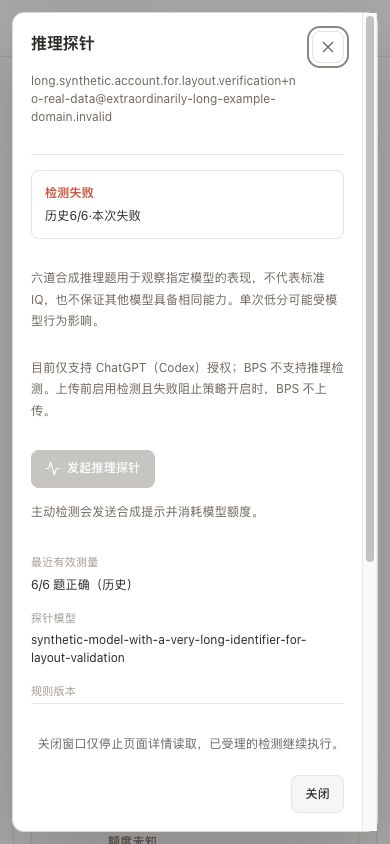 推理探针
long.synthetic.account.for.layout.verification+n
o-real-data@extraordinarily-long-example-
domain.invalid
检测失败
历史6/6·本次失败
六道合成推理题用于观察指定模型的表现，不代表标准
IQ，也不保证其他模型具备相同能力。单次低分可能受模
型行为影响。
目前仅支持 ChatGPT（Codex）授权；BPS 不支持推理检
测。上传前启用检测且失败阻止策略开启时，BPS 不上
传。
发起推理探针
主动检测会发送合成提示并消耗模型额度。
最近有效测量
6/6 题正确（历史）
探针模型
synthetic-model-with-a-very-long-identifier-for-
layout-validation
规则版本
关闭窗口仅停止页面详情读取，已受理的检测继续执行。
关闭
额度未知